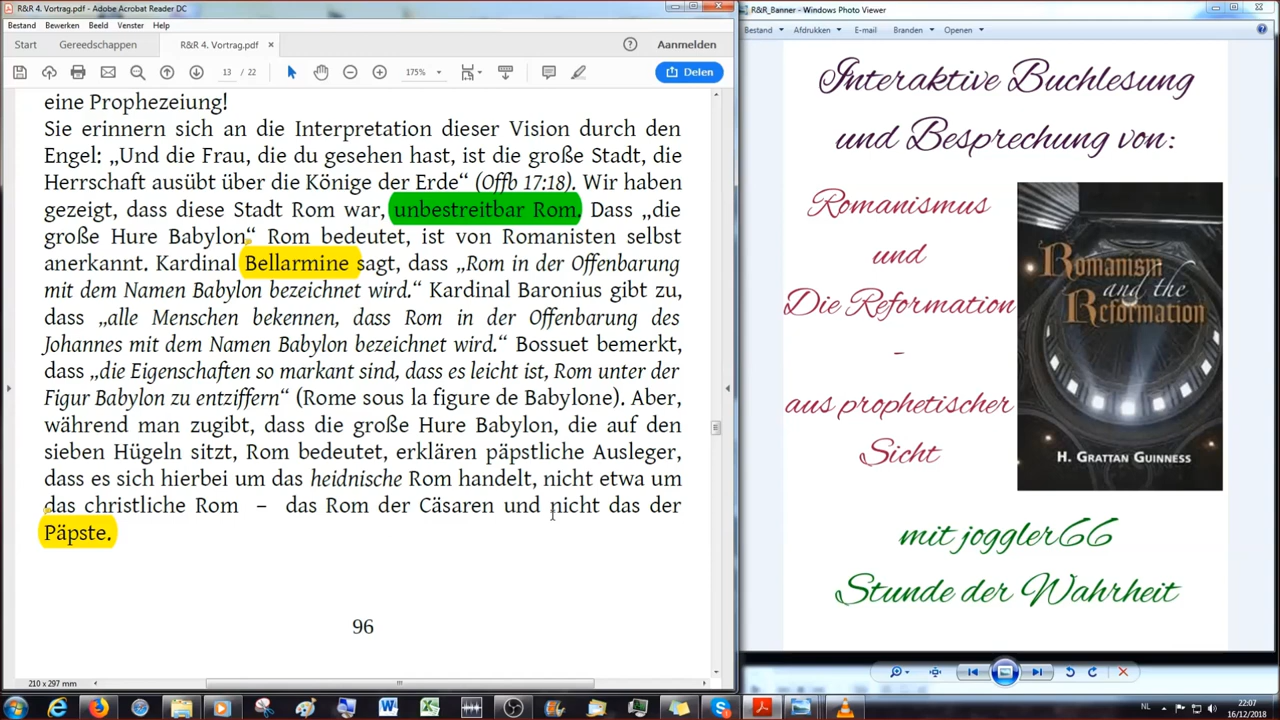 R&R 4. Vortrag.pdf - Adobe Acrobat Reader DC
Bestand Bewerken Beeld Venster Help
Start Gereedschappen R&R 4. Vortrag.pdf × Aanmelden
13 / 22 175% Delen
eine Prophezeiung!
Sie erinnern sich an die Interpretation dieser Vision durch den
Engel: „Und die Frau, die du gesehen hast, ist die große Stadt, die
Herrschaft ausübt über die Könige der Erde“ (Offb 17:18). Wir haben
gezeigt, dass diese Stadt Rom war, unbestreitbar Rom. Dass „die
große Hure Babylon“ Rom bedeutet, ist von Romanisten selbst
anerkannt. Kardinal Bellarmine sagt, dass „Rom in der Offenbarung
mit dem Namen Babylon bezeichnet wird.“ Kardinal Baronius gibt zu,
dass „alle Menschen bekennen, dass Rom in der Offenbarung des
Johannes mit dem Namen Babylon bezeichnet wird.“ Bossuet bemerkt,
dass „die Eigenschaften so markant sind, dass es leicht ist, Rom unter der
Figur Babylon zu entziffern“ (Rome sous la figure de Babylone). Aber,
während man zugibt, dass die große Hure Babylon, die auf den
sieben Hügeln sitzt, Rom bedeutet, erklären päpstliche Ausleger,
dass es sich hierbei um das heidnische Rom handelt, nicht etwa um
das christliche Rom – das Rom der Cäsaren und nicht das der
Päpste.
96
210 x 297 mm
R&R_Banner - Windows Photo Viewer
Bestand Afdrukken E-mail Branden Openen
Interaktive Buchlesung
und Besprechung von:
Romanismus
und
Die Reformation
-
aus prophetischer
Sicht
Romanism
and the
Reformation
H. GRATTAN GUINNESS
mit joggler66
Stunde der Wahrheit
NL
22:07
16/12/2018